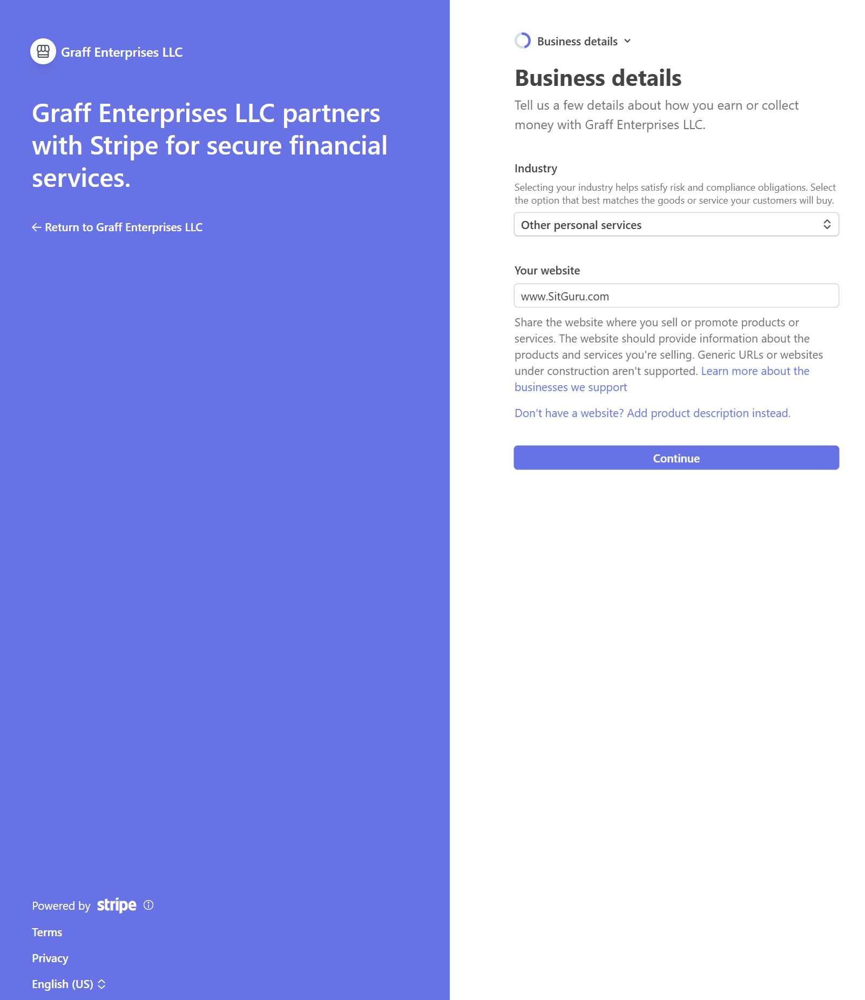 Graff Enterprises LLC
Graff Enterprises LLC partners
with Stripe for secure financial
services.
← Return to Graff Enterprises LLC
Powered by stripe
Terms
Privacy
English (US)
Business details
Business details
Tell us a few details about how you earn or collect
money with Graff Enterprises LLC.
Industry
Selecting your industry helps satisfy risk and compliance obligations. Select
the option that best matches the goods or service your customers will buy.
Other personal services
Your website
www.SitGuru.com
Share the website where you sell or promote products or
services. The website should provide information about the
products and services you're selling. Generic URLs or websites
under construction aren't supported. Learn more about the
businesses we support
Don’t have a website? Add product description instead.
Continue